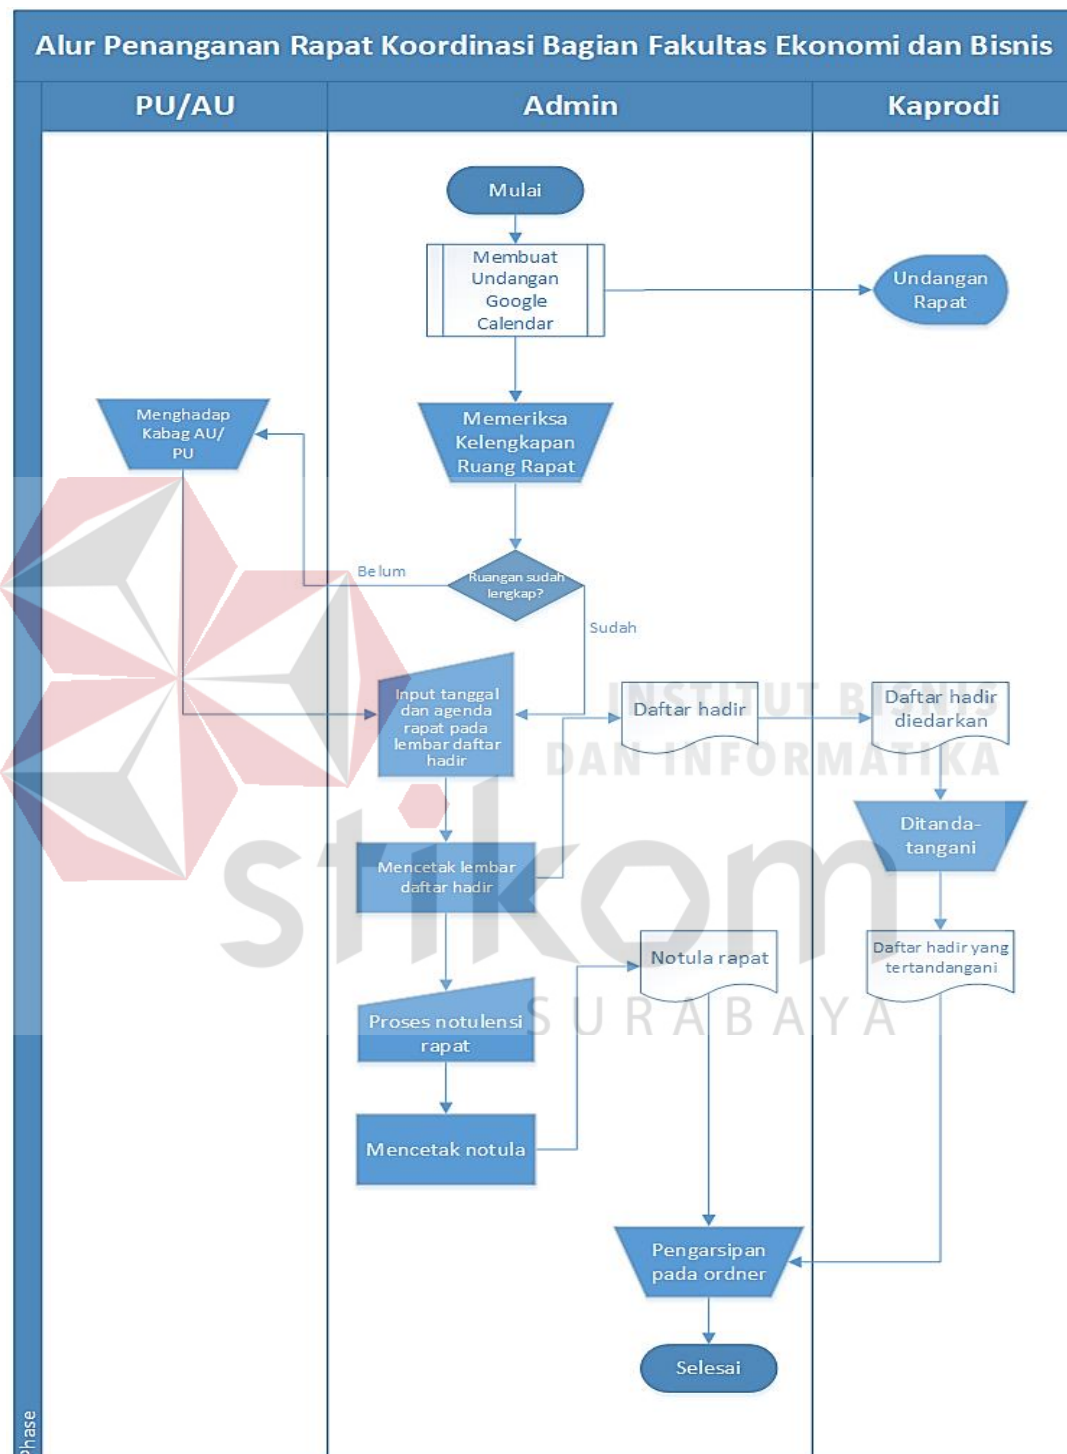 Alur Penanganan Rapat Koordinasi Bagian Fakultas Ekonomi dan Bisnis
PU/AU
Admin
Kaprodi
Mulai
Membuat
Undangan
Google
Calendar
Undangan
Rapat
Menghadap
Kabag AU/
PU
Memeriksa
Kelengkapan
Ruang Rapat
Belum
Ruangan sudah
lengkap?
Sudah
Input tanggal
dan agenda
rapat pada
lembar daftar
hadir
Daftar hadir
Daftar hadir
diedarkan
INSTITUT BISNIS
DAN INFORMATIKA
Ditanda-
tangani
Mencetak lembar
daftar hadir
stikom
Notula rapat
Daftar hadir yang
tertandangani
SURABAYA
Proses notulensi
rapat
Mencetak notula
Pengarsipan
pada ordner
Selesai
Phase